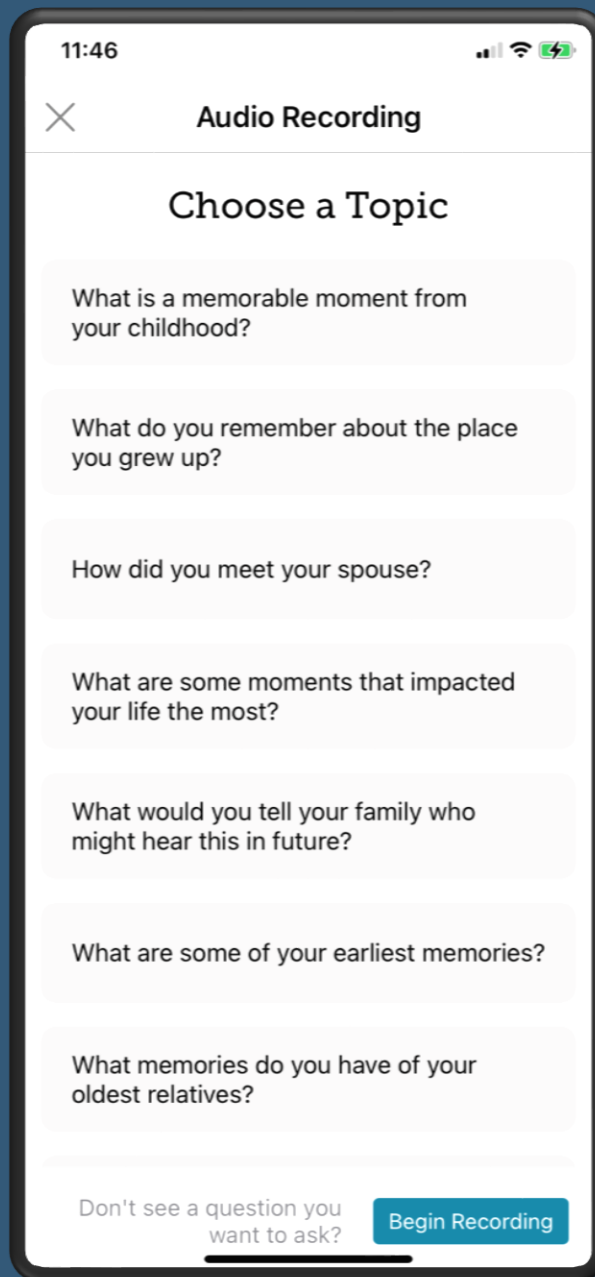 11:46
Audio Recording
Choose a Topic
What is a memorable moment from
your childhood?
What do you remember about the place
you grew up?
How did you meet your spouse?
What are some moments that impacted
your life the most?
What would you tell your family who
might hear this in future?
What are some of your earliest memories?
What memories do you have of your
oldest relatives?
Don't see a question you
want to ask?
Begin Recording